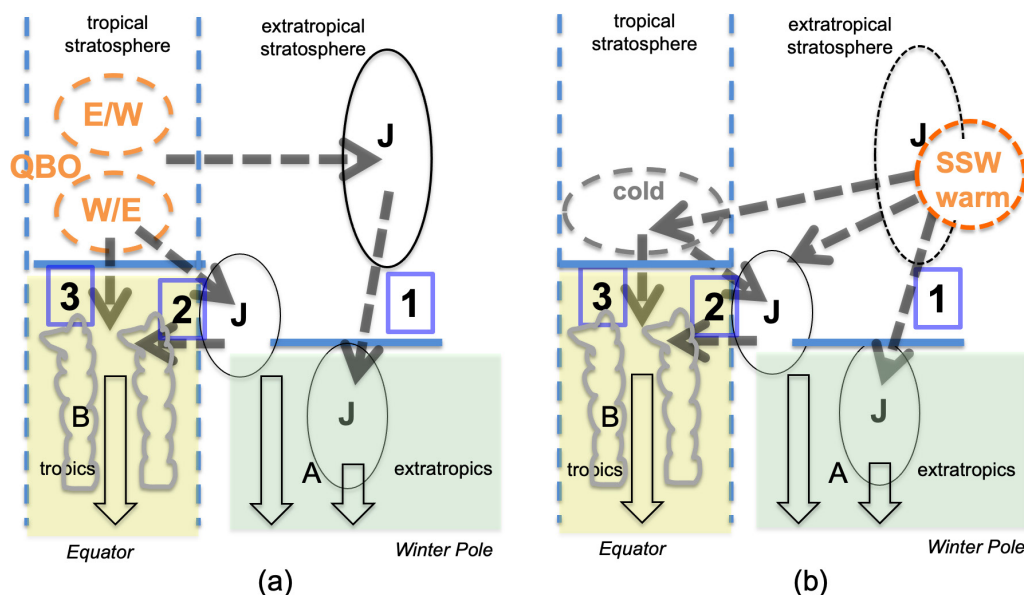 tropical
stratosphere
extratropical
stratosphere
E/W
QBO
W/E
J
3
2
J
1
B
J
tropics
A
extratropics
Equator
Winter Pole
(a)
tropical
stratosphere
extratropical
stratosphere
J
SSW
warm
cold
3
2
J
1
B
J
tropics
A
extratropics
Equator
Winter Pole
(b)